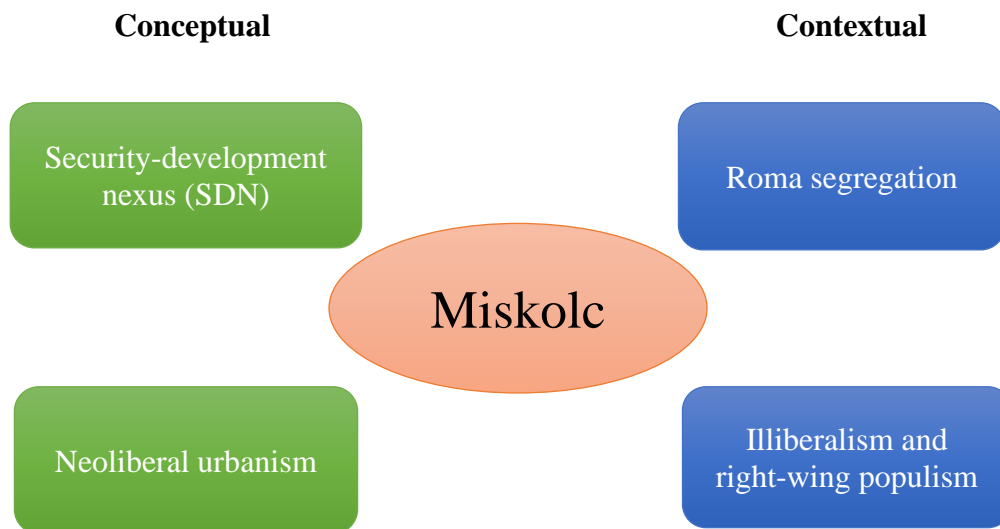 Conceptual
Contextual
Security-development
nexus (SDN)
Roma segregation
Miskolc
Neoliberal urbanism
Illiberalism and
right-wing populism